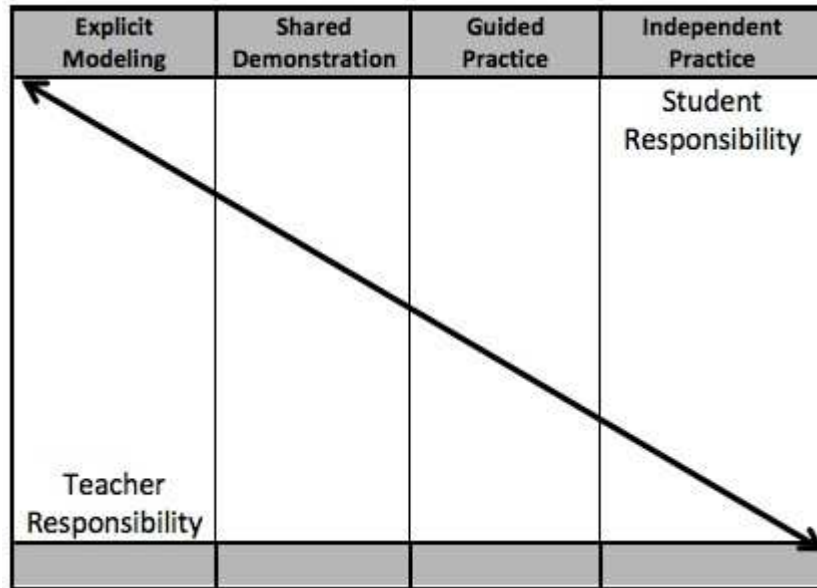 Explicit
Modeling
Shared
Demonstration
Guided
Practice
Independent
Practice
Student
Responsibility
Teacher
Responsibility